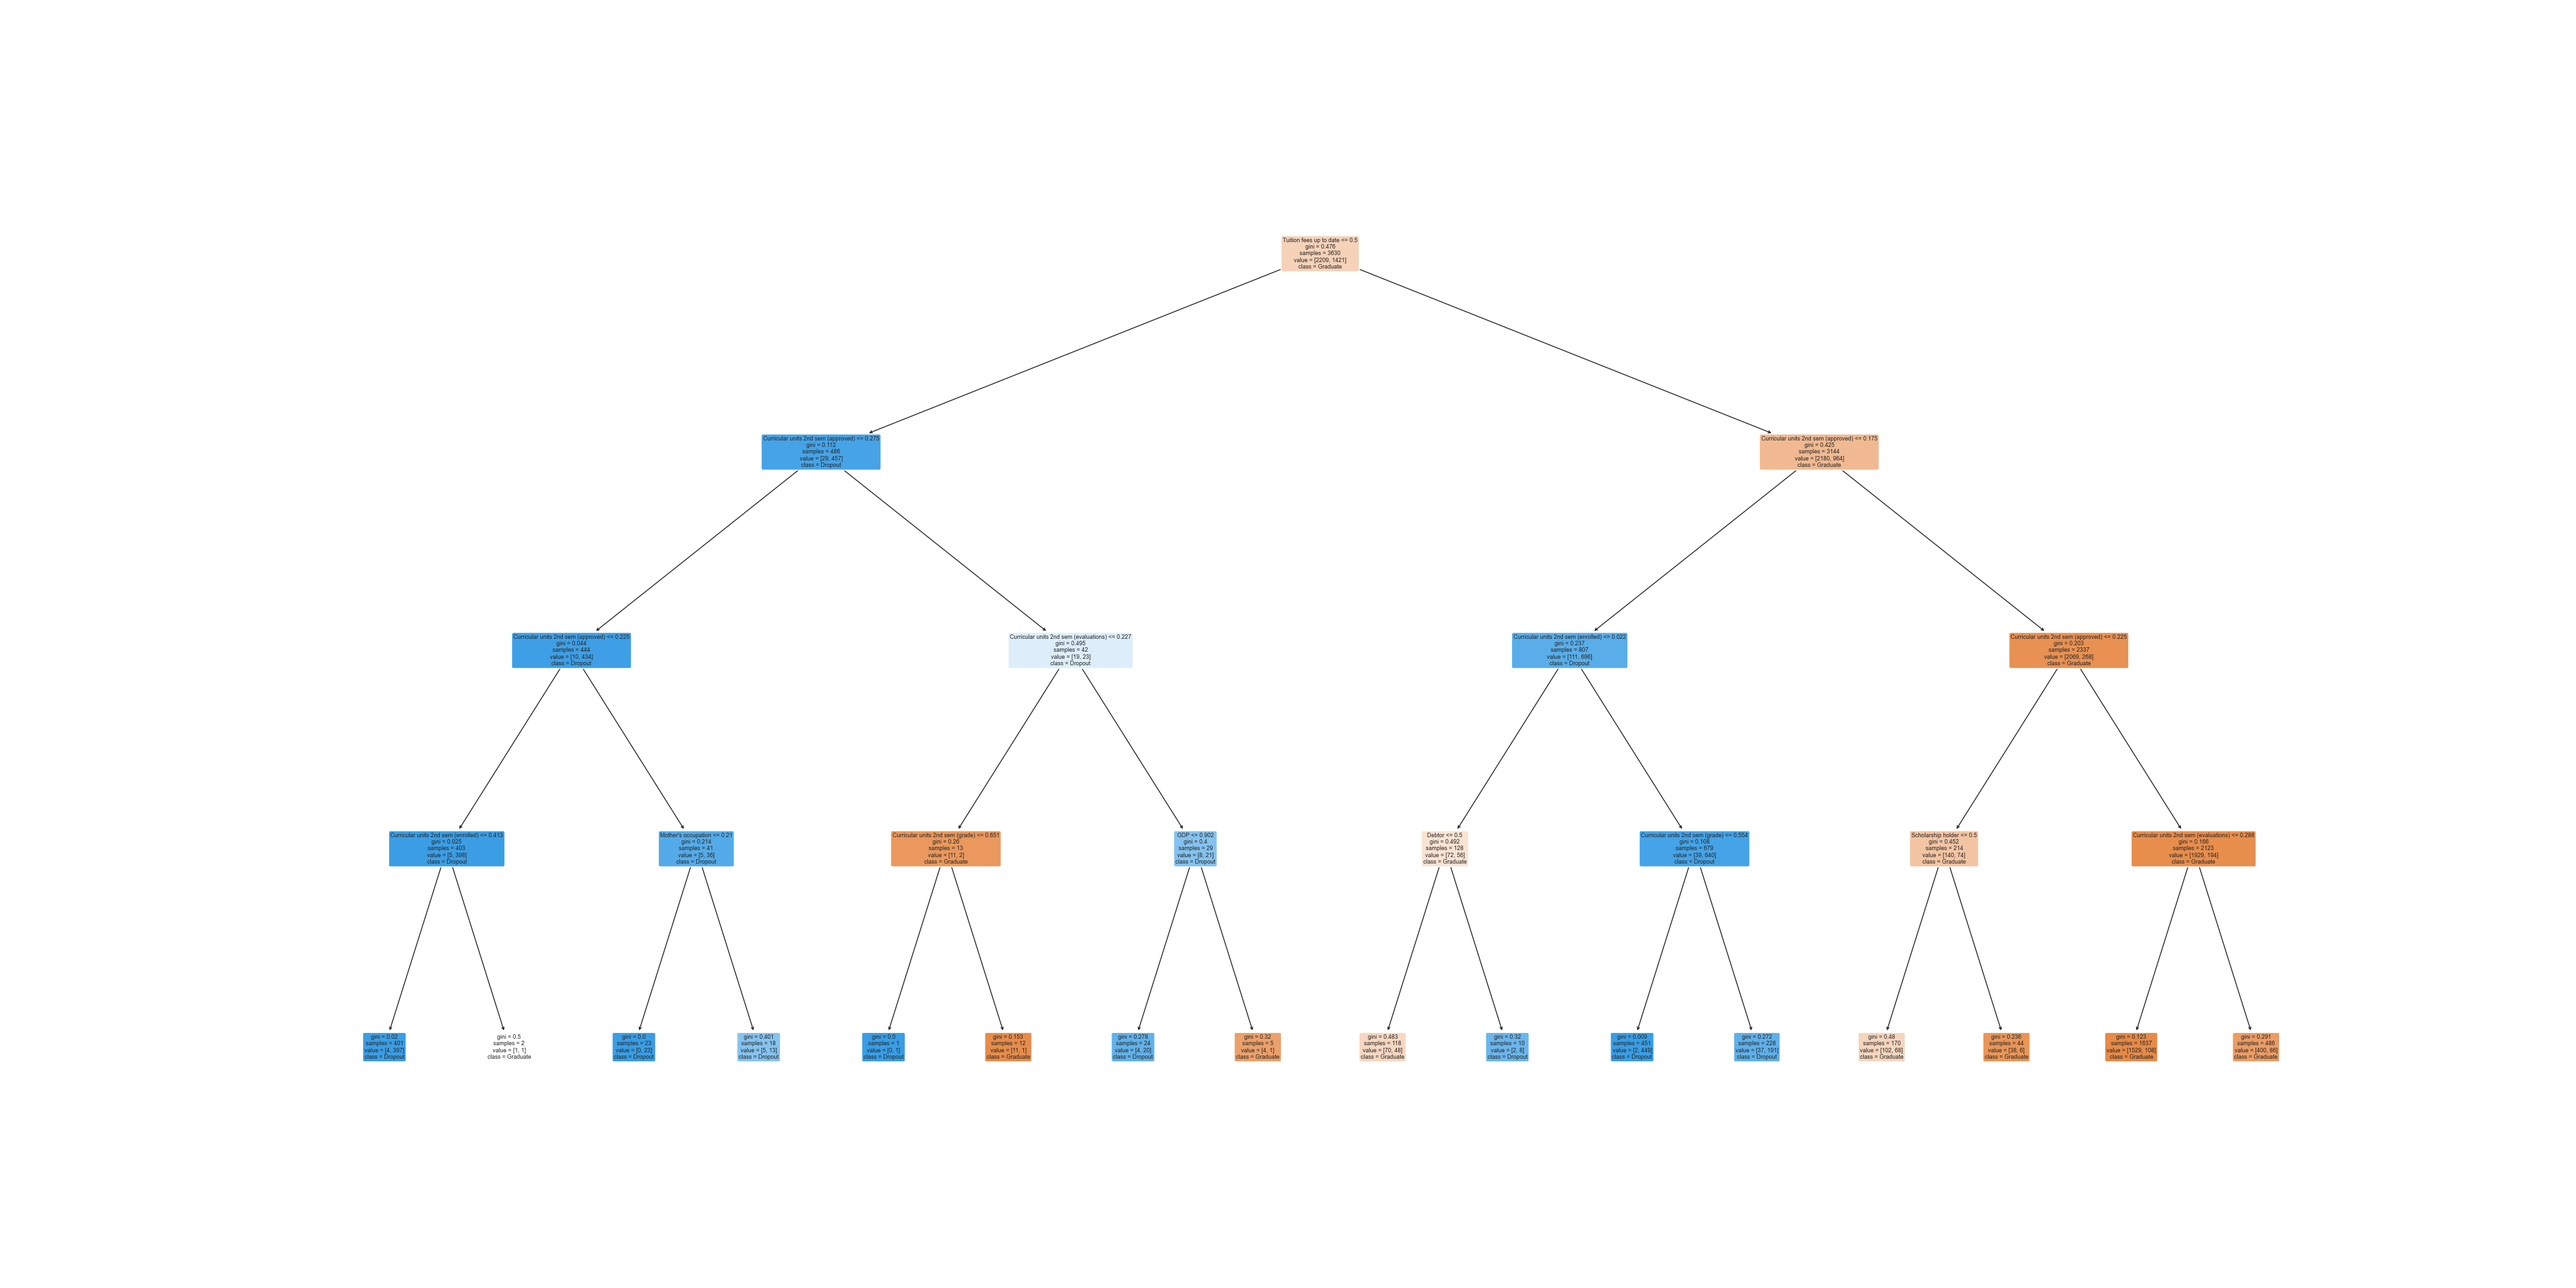 Tuition fees up to date <= 0.5
gini = 0.476
samples = 3630
value = [2209, 1421]
class = Graduate
Curricular units 2nd sem (approved) <= 0.275
gini = 0.112
samples = 486
value = [29, 457]
class = Dropout
Curricular units 2nd sem (approved) <= 0.175
gini = 0.425
samples = 3144
value = [2180, 964]
class = Graduate
Curricular units 2nd sem (approved) <= 0.225
gini = 0.044
samples = 444
value = [10, 434]
class = Dropout
Curricular units 2nd sem (evaluations) <= 0.227
gini = 0.495
samples = 42
value = [19, 23]
class = Dropout
Curricular units 2nd sem (enrolled) <= 0.022
gini = 0.237
samples = 807
value = [111, 696]
class = Dropout
Curricular units 2nd sem (approved) <= 0.225
gini = 0.203
samples = 2337
value = [2069, 268]
class = Graduate
Curricular units 2nd sem (enrolled) <= 0.413
gini = 0.025
samples = 403
value = [5, 398]
class = Dropout
Mother's occupation <= 0.21
gini = 0.214
samples = 41
value = [5, 36]
class = Dropout
Curricular units 2nd sem (grade) <= 0.651
gini = 0.26
samples = 13
value = [11, 2]
class = Graduate
GDP <= 0.902
gini = 0.4
samples = 29
value = [8, 21]
class = Dropout
Debtor <= 0.5
gini = 0.492
samples = 128
value = [72, 56]
class = Graduate
Curricular units 2nd sem (grade) <= 0.554
gini = 0.108
samples = 679
value = [39, 640]
class = Dropout
Scholarship holder <= 0.5
gini = 0.452
samples = 214
value = [140, 74]
class = Graduate
Curricular units 2nd sem (evaluations) <= 0.288
gini = 0.166
samples = 2123
value = [1929, 194]
class = Graduate
gini = 0.02
samples = 401
value = [4, 397]
class = Dropout
gini = 0.5
samples = 2
value = [1, 1]
class = Graduate
gini = 0.0
samples = 23
value = [0, 23]
class = Dropout
gini = 0.401
samples = 18
value = [5, 13]
class = Dropout
gini = 0.0
samples = 1
value = [0, 1]
class = Dropout
gini = 0.153
samples = 12
value = [11, 1]
class = Graduate
gini = 0.278
samples = 24
value = [4, 20]
class = Dropout
gini = 0.32
samples = 5
value = [4, 1]
class = Graduate
gini = 0.483
samples = 118
value = [70, 48]
class = Graduate
gini = 0.32
samples = 10
value = [2, 8]
class = Dropout
gini = 0.009
samples = 451
value = [2, 449]
class = Dropout
gini = 0.272
samples = 228
value = [37, 191]
class = Dropout
gini = 0.48
samples = 170
value = [102, 68]
class = Graduate
gini = 0.236
samples = 44
value = [38, 6]
class = Graduate
gini = 0.123
samples = 1637
value = [1529, 108]
class = Graduate
gini = 0.291
samples = 486
value = [400, 86]
class = Graduate